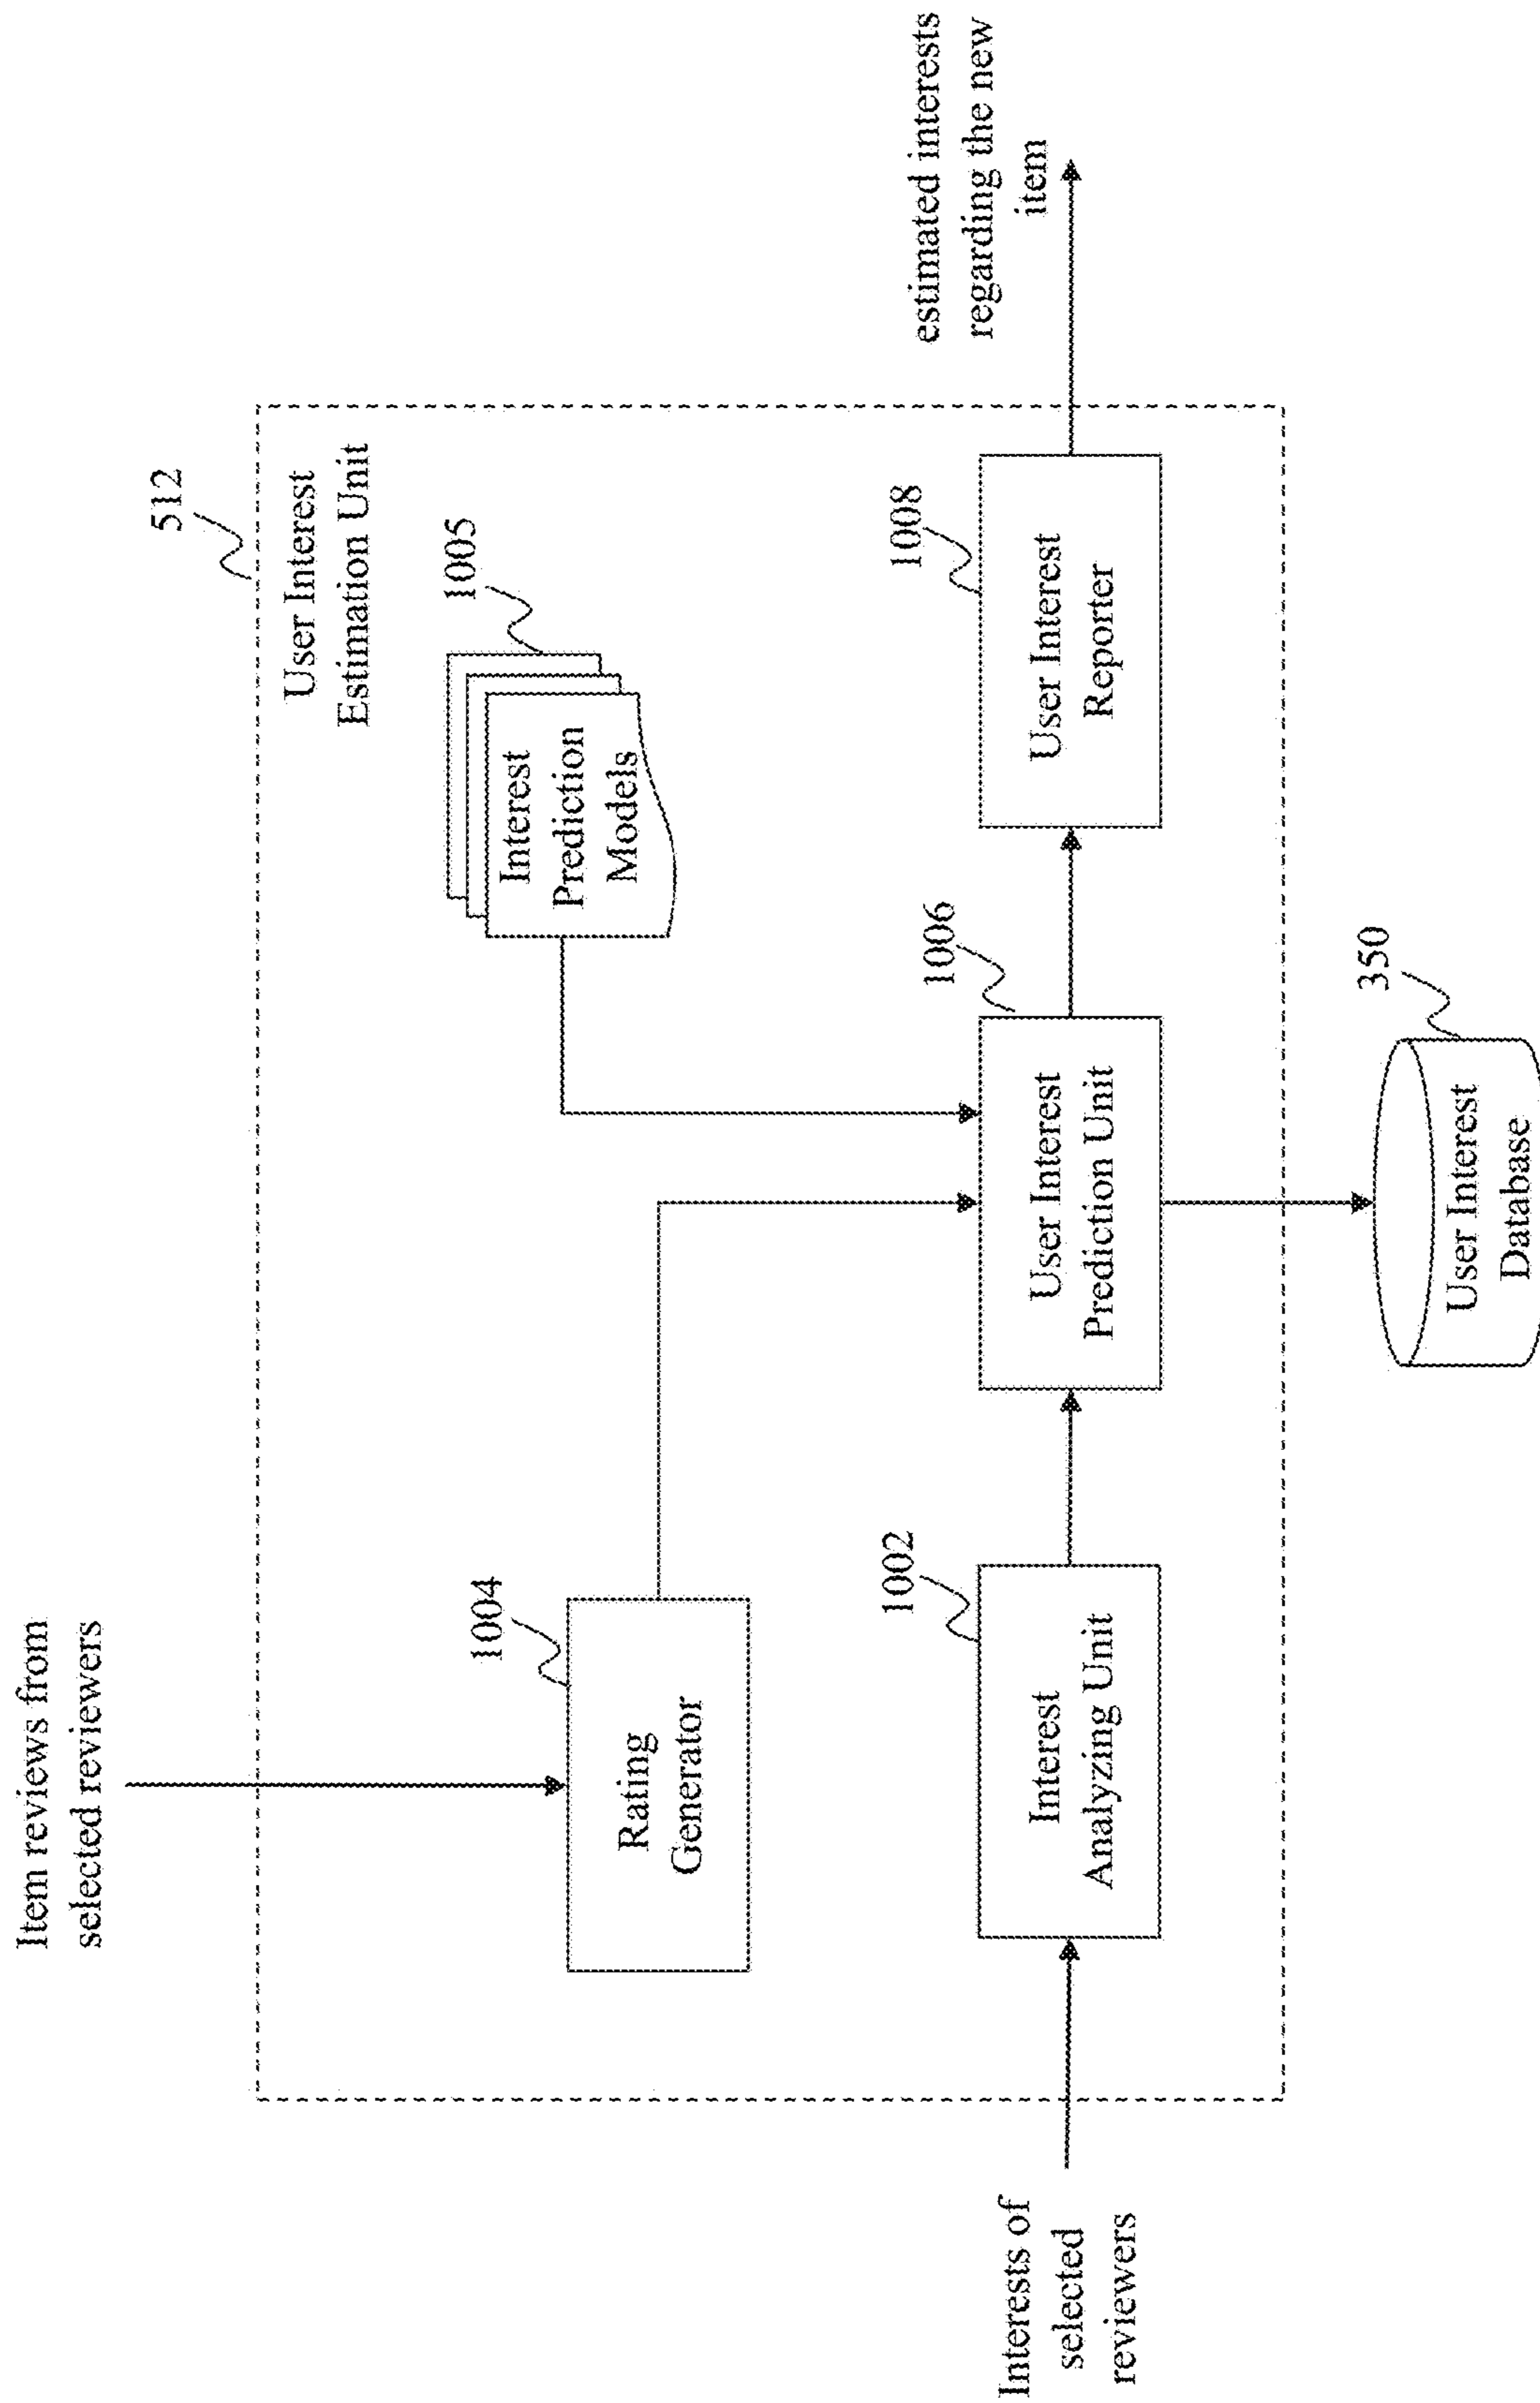 Item reviews from
selected reviewers
512
User Interest
Estimation Unit
1004
Rating
Generator
1005
Interest
Prediction
Models
estimated interests
regarding the new
item
Interests of
selected
reviewers
1002
Interest
Analyzing Unit
1006
User Interest
Prediction Unit
1008
User Interest
Reporter
350
User Interest
Database